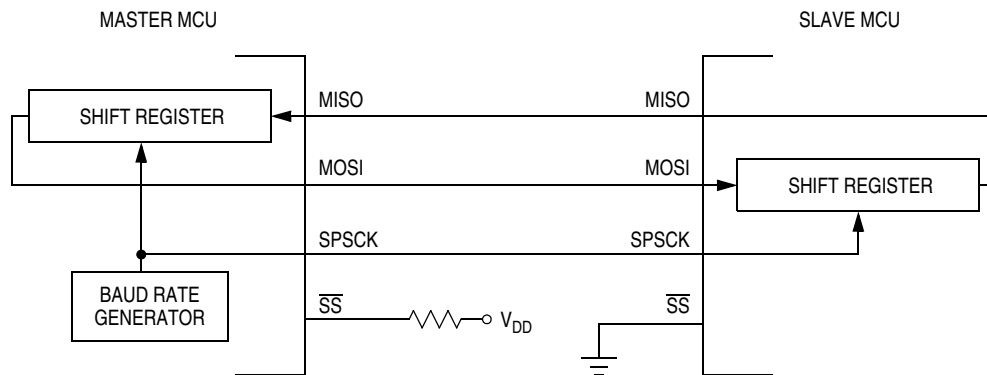 MASTER MCU
SLAVE MCU
SHIFT REGISTER
MISO
MISO
MOSI
MOSI
SHIFT REGISTER
SPSCK
SPSCK
BAUD RATE
GENERATOR
SS
VDD
SS